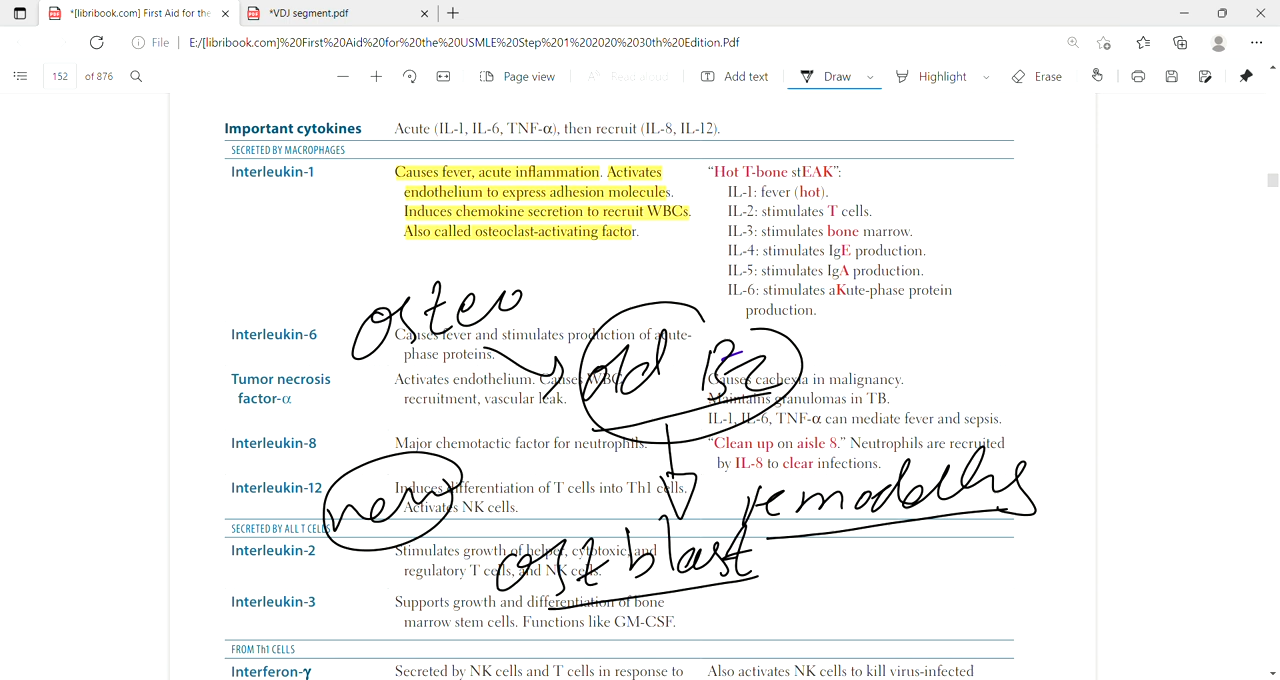 *[libribook.com] First Aid for the
*VDJ segment.pdf
File
E:/[libribook.com]%20First%20Aid%20for%20the%20USMLE%20Step%201%202020%2030th%20Edition.Pdf
152 of 876
Page view
Read aloud
Add text
Draw
Highlight
Erase
Important cytokines Acute (IL-1, IL-6, TNF-α), then recruit (IL-8, IL-12).
SECRETED BY MACROPHAGES
Interleukin-1
Causes fever, acute inflammation. Activates
endothelium to express adhesion molecules.
Induces chemokine secretion to recruit WBCs.
Also called osteoclast-activating factor.
“Hot T-bone stEAK”:
IL-1: fever (hot).
IL-2: stimulates T cells.
IL-3: stimulates bone marrow.
IL-4: stimulates IgE production.
IL-5: stimulates IgA production.
IL-6: stimulates aKute-phase protein
production.
osteo
Interleukin-6
Causes fever and stimulates production of acute-
phase proteins.
old
Tumor necrosis
factor-α
Activates endothelium. Causes WBC
recruitment, vascular leak.
Causes cachexia in malignancy.
Maintains granulomas in TB.
IL-1, IL-6, TNF-α can mediate fever and sepsis.
Interleukin-8
Major chemotactic factor for neutrophils.
“Clean up on aisle 8.” Neutrophils are recruited
by IL-8 to clear infections.
Interleukin-12
Induces differentiation of T cells into Th1 cells.
Activates NK cells.
new
SECRETED BY ALL T CELLS
Interleukin-2
Stimulates growth of helper, cytotoxic, and
regulatory T cells, and NK cells.
blast
Interleukin-3
Supports growth and differentiation of bone
marrow stem cells. Functions like GM-CSF.
FROM Th1 CELLS
Interferon-γ
Secreted by NK cells and T cells in response to
Also activates NK cells to kill virus-infected